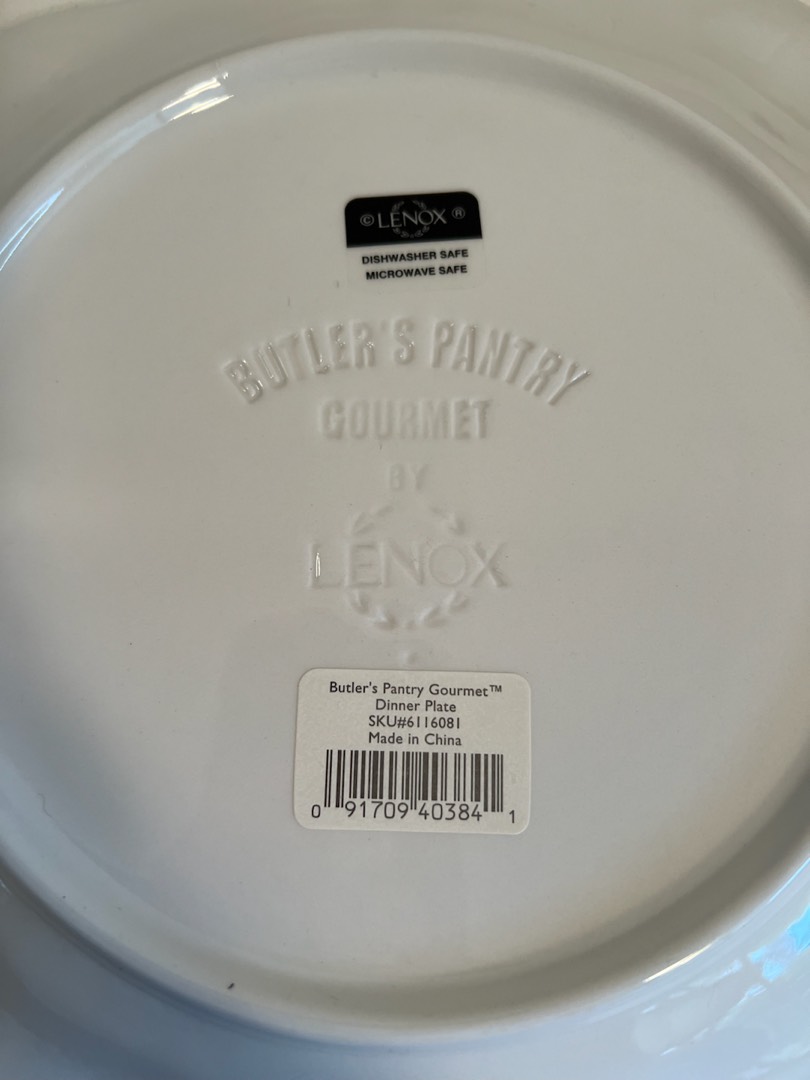 © LENOX ®
DISHWASHER SAFE
MICROWAVE SAFE
BUTLER'S PANTRY
GOURMET
BY
LENOX
Butler's Pantry Gourmet™
Dinner Plate
SKU#6116081
Made in China
0 91709 40384 1